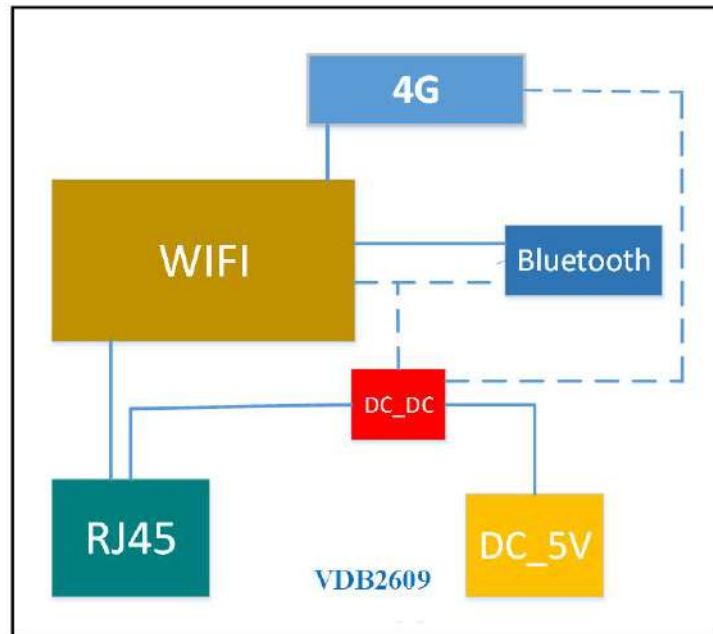 4G
WIFI
Bluetooth
DC_DC
RJ45
DC_5V
VDB2609